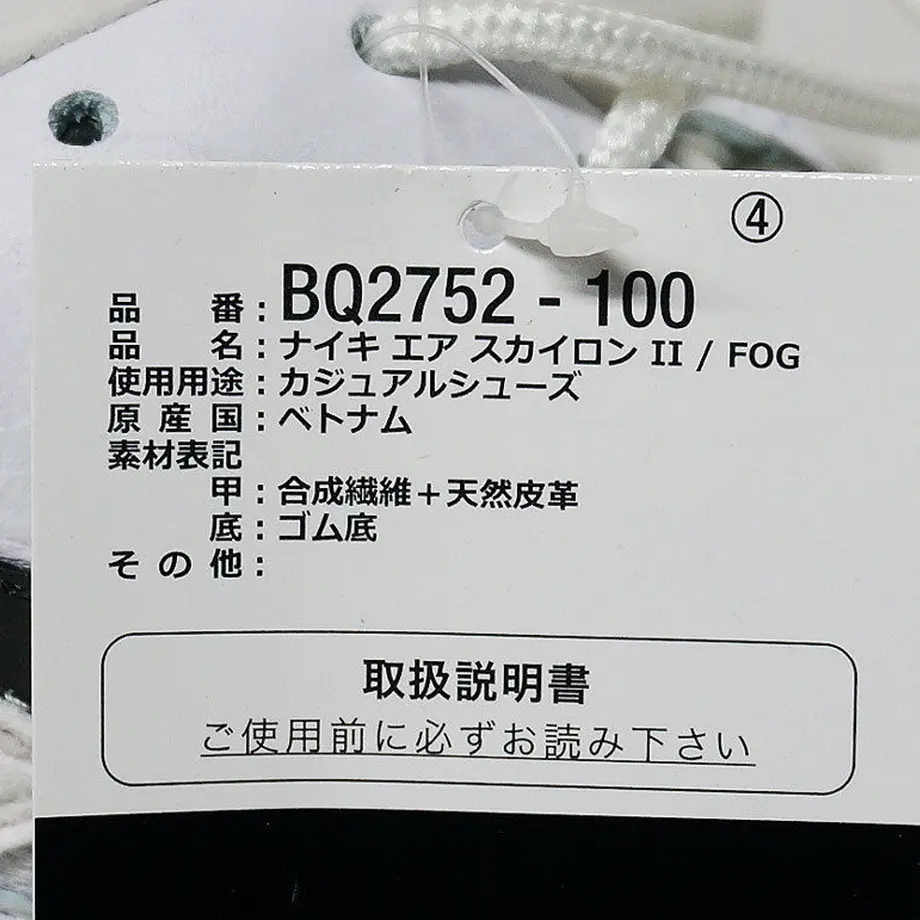 ④
品番：BQ2752 - 100
品名：ナイキ エア スカイロン II / FOG
使用用途：カジュアルシューズ
原産国：ベトナム
素材表記
甲：合成繊維＋天然皮革
底：ゴム底
その他：
取扱説明書
ご使用前に必ずお読み下さい